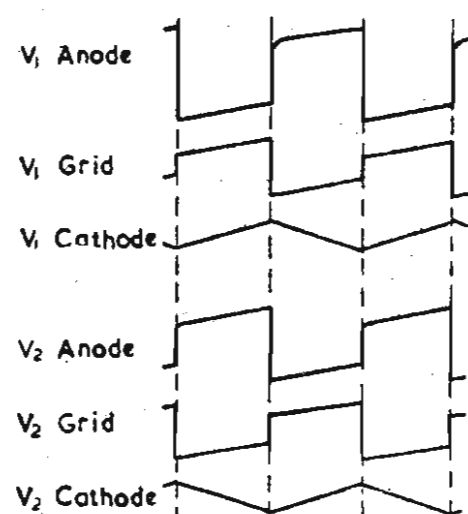 V₁ Anode
V₁ Grid
V₁ Cathode
V₂ Anode
V₂ Grid
V₂ Cathode